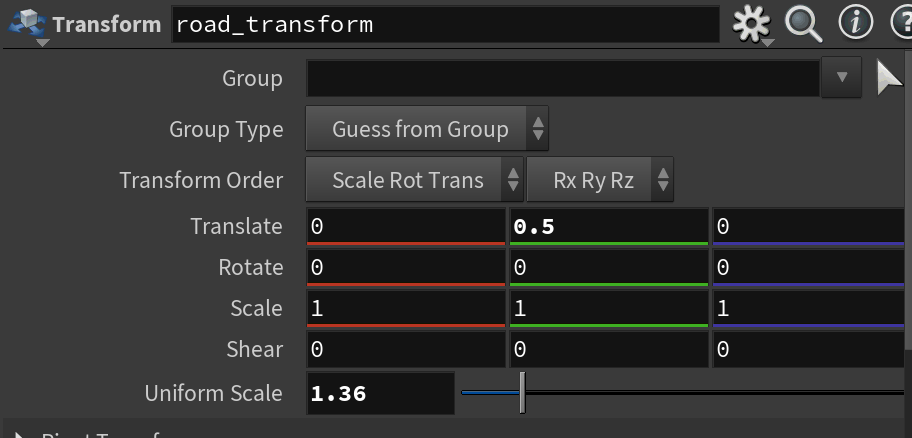 Transform road_transform
Group
Group Type Guess from Group
Transform Order Scale Rot Trans Rx Ry Rz
Translate 0 0.5 0
Rotate 0 0 0
Scale 1 1 1
Shear 0 0 0
Uniform Scale 1.36